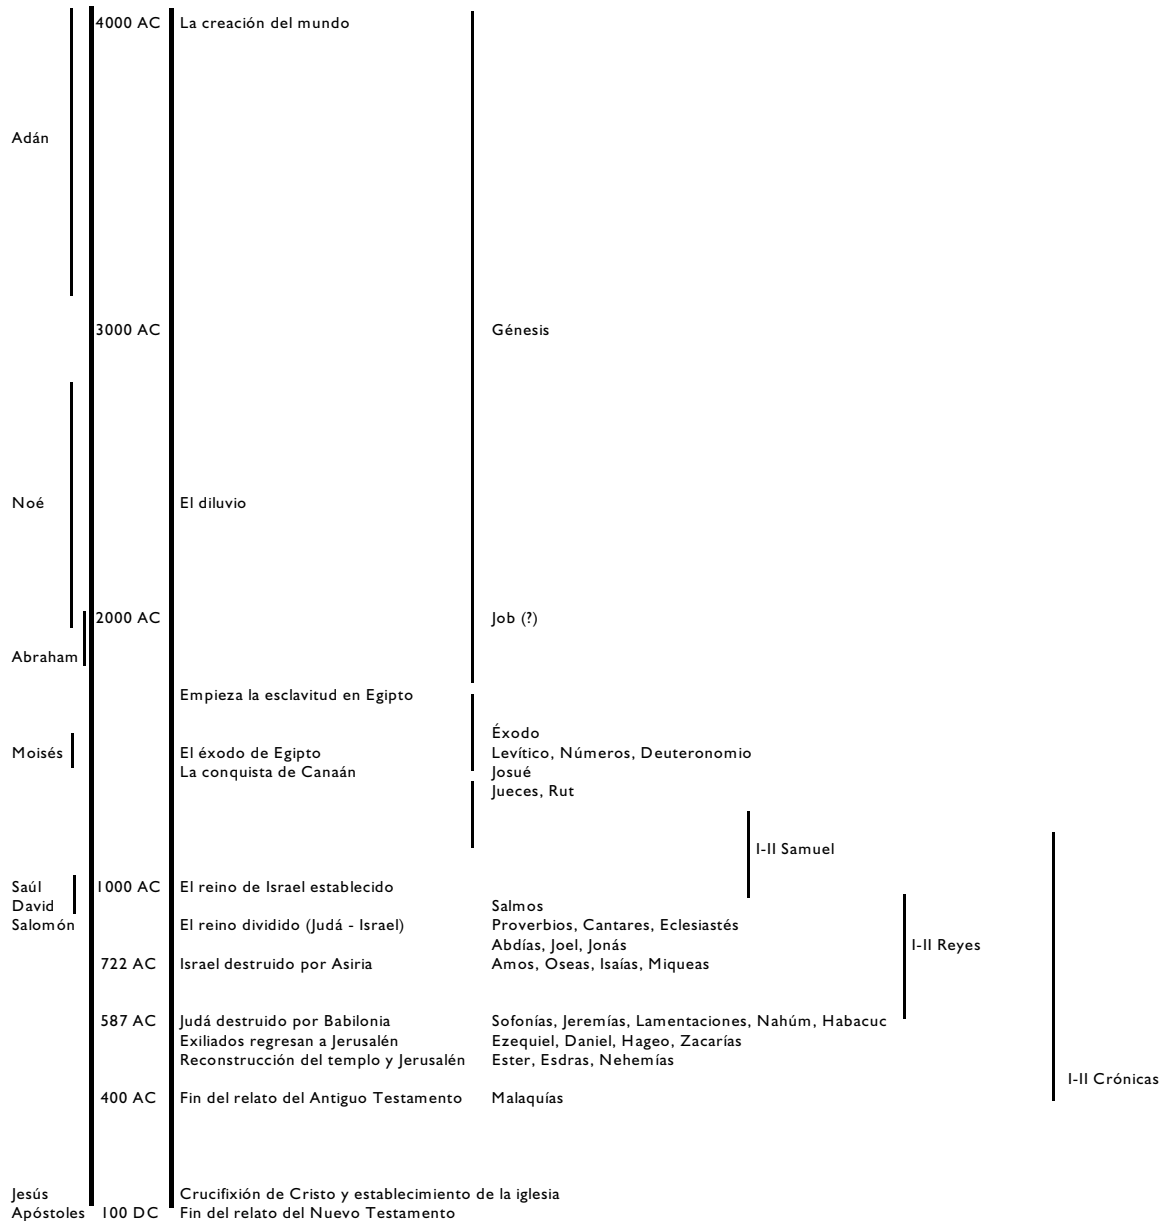 4000 AC La creación del mundo
Adán
3000 AC Génesis
Noé El diluvio
2000 AC Job (?)
Abraham
Empieza la esclavitud en Egipto
Éxodo
Moisés El éxodo de Egipto Levítico, Números, Deuteronomio
La conquista de Canaán Josué
Jueces, Rut
I-II Samuel
Saúl 1000 AC El reino de Israel establecido
David Salmos
Salomón El reino dividido (Judá - Israel) Proverbios, Cantares, Eclesiastés
Abdías, Joel, Jonás I-II Reyes
722 AC Israel destruido por Asiria Amos, Oseas, Isaías, Miqueas
587 AC Judá destruido por Babilonia Sofonías, Jeremías, Lamentaciones, Nahúm, Habacuc
Exiliados regresan a Jerusalén Ezequiel, Daniel, Hageo, Zacarías
Reconstrucción del templo y Jerusalén Ester, Esdras, Nehemías
I-II Crónicas
400 AC Fin del relato del Antiguo Testamento Malaquías
Jesús Crucifixión de Cristo y establecimiento de la iglesia
Apóstoles 100 DC Fin del relato del Nuevo Testamento